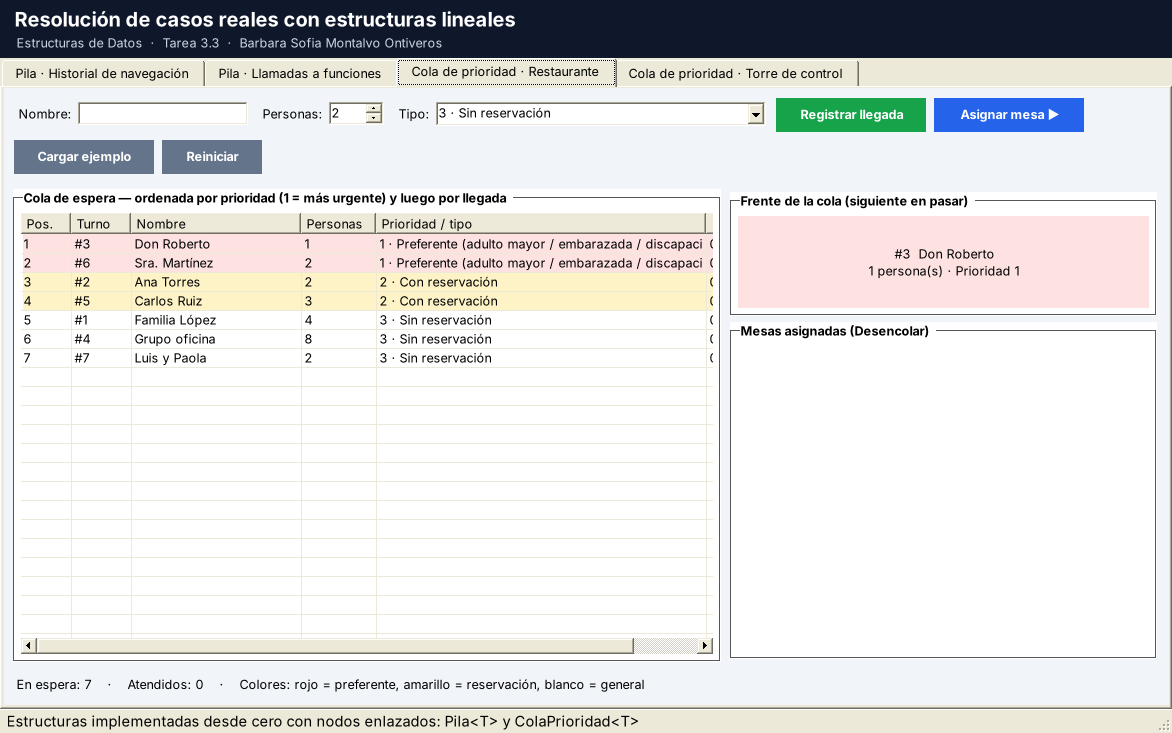 Resolución de casos reales con estructuras lineales
Estructuras de Datos · Tarea 3.3 · Barbara Sofia Montalvo Ontiveros
Pila · Historial de navegación
Pila · Llamadas a funciones
Cola de prioridad · Restaurante
Cola de prioridad · Torre de control
Nombre:
Personas: 2
Tipo: 3 · Sin reservación
Registrar llegada
Asignar mesa ▶
Cargar ejemplo
Reiniciar
Cola de espera — ordenada por prioridad (1 = más urgente) y luego por llegada
Pos. Turno Nombre Personas Prioridad / tipo
1 #3 Don Roberto 1 1 · Preferente (adulto mayor / embarazada / discapaci
2 #6 Sra. Martínez 2 1 · Preferente (adulto mayor / embarazada / discapaci
3 #2 Ana Torres 2 2 · Con reservación
4 #5 Carlos Ruiz 3 2 · Con reservación
5 #1 Familia López 4 3 · Sin reservación
6 #4 Grupo oficina 8 3 · Sin reservación
7 #7 Luis y Paola 2 3 · Sin reservación
Frente de la cola (siguiente en pasar)
#3 Don Roberto
1 persona(s) · Prioridad 1
Mesas asignadas (Desencolar)
En espera: 7 · Atendidos: 0 · Colores: rojo = preferente, amarillo = reservación, blanco = general
Estructuras implementadas desde cero con nodos enlazados: Pila<T> y ColaPrioridad<T>